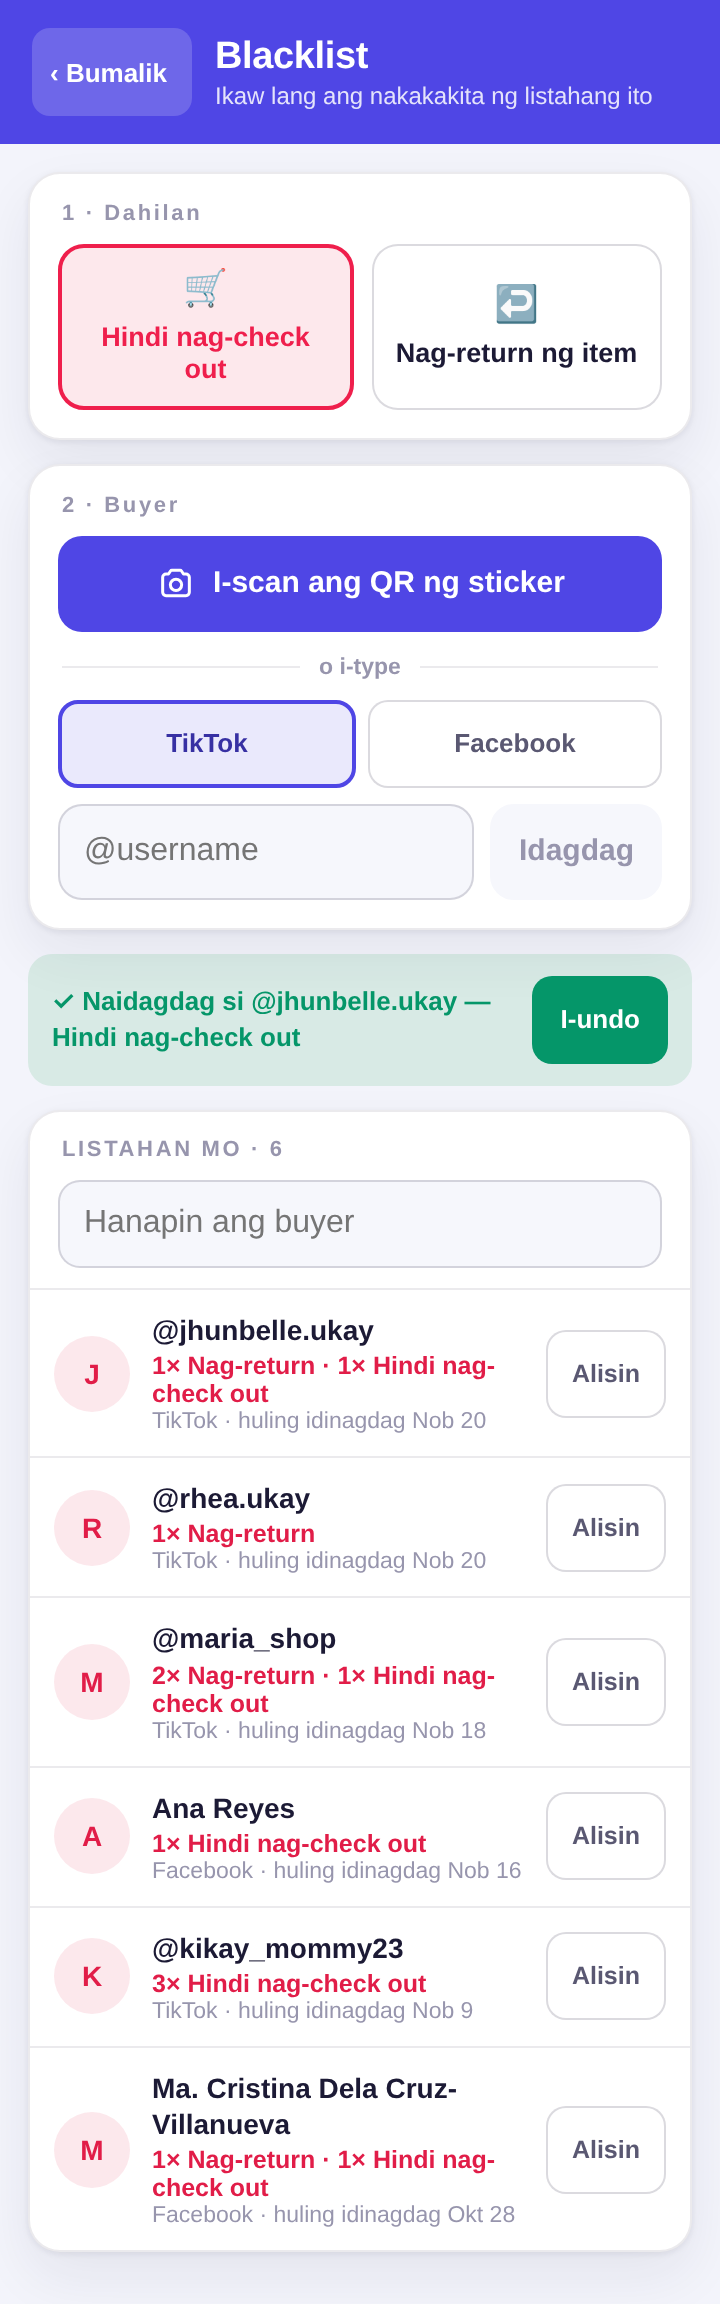 ‹ Bumalik
Blacklist
Ikaw lang ang nakakakita ng listahang ito
1 · Dahilan
Hindi nag-check
out
Nag-return ng item
2 · Buyer
I-scan ang QR ng sticker
o i-type
TikTok
Facebook
@username
Idagdag
✓ Naidagdag si @jhunbelle.ukay —
Hindi nag-check out
I-undo
LISTAHAN MO · 6
Hanapin ang buyer
J
@jhunbelle.ukay
1× Nag-return · 1× Hindi nag-
check out
TikTok · huling idinagdag Nob 20
Alisin
R
@rhea.ukay
1× Nag-return
TikTok · huling idinagdag Nob 20
Alisin
M
@maria_shop
2× Nag-return · 1× Hindi nag-
check out
TikTok · huling idinagdag Nob 18
Alisin
A
Ana Reyes
1× Hindi nag-check out
Facebook · huling idinagdag Nob 16
Alisin
K
@kikay_mommy23
3× Hindi nag-check out
TikTok · huling idinagdag Nob 9
Alisin
M
Ma. Cristina Dela Cruz-
Villanueva
1× Nag-return · 1× Hindi nag-
check out
Facebook · huling idinagdag Okt 28
Alisin